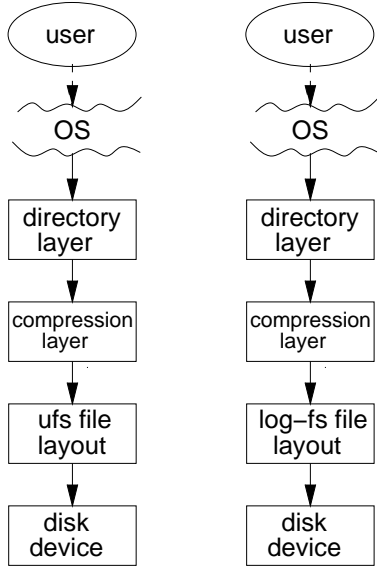 user
OS
directory
layer
compression
layer
ufs file
layout
disk
device
user
OS
directory
layer
compression
layer
log−fs file
layout
disk
device